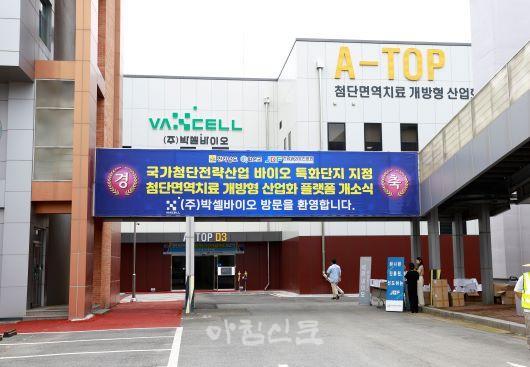 A-TOP
첨단면역치료 개방형 산업화
VAXCELL
(주)박셀바이오
국가첨단전략산업 바이오 특화단지 지정
경 첨단면역치료 개방형 산업화 플랫폼 개소식 축
(주)박셀바이오 방문을 환영합니다.
VAXCELL
TOP D3
아침신문